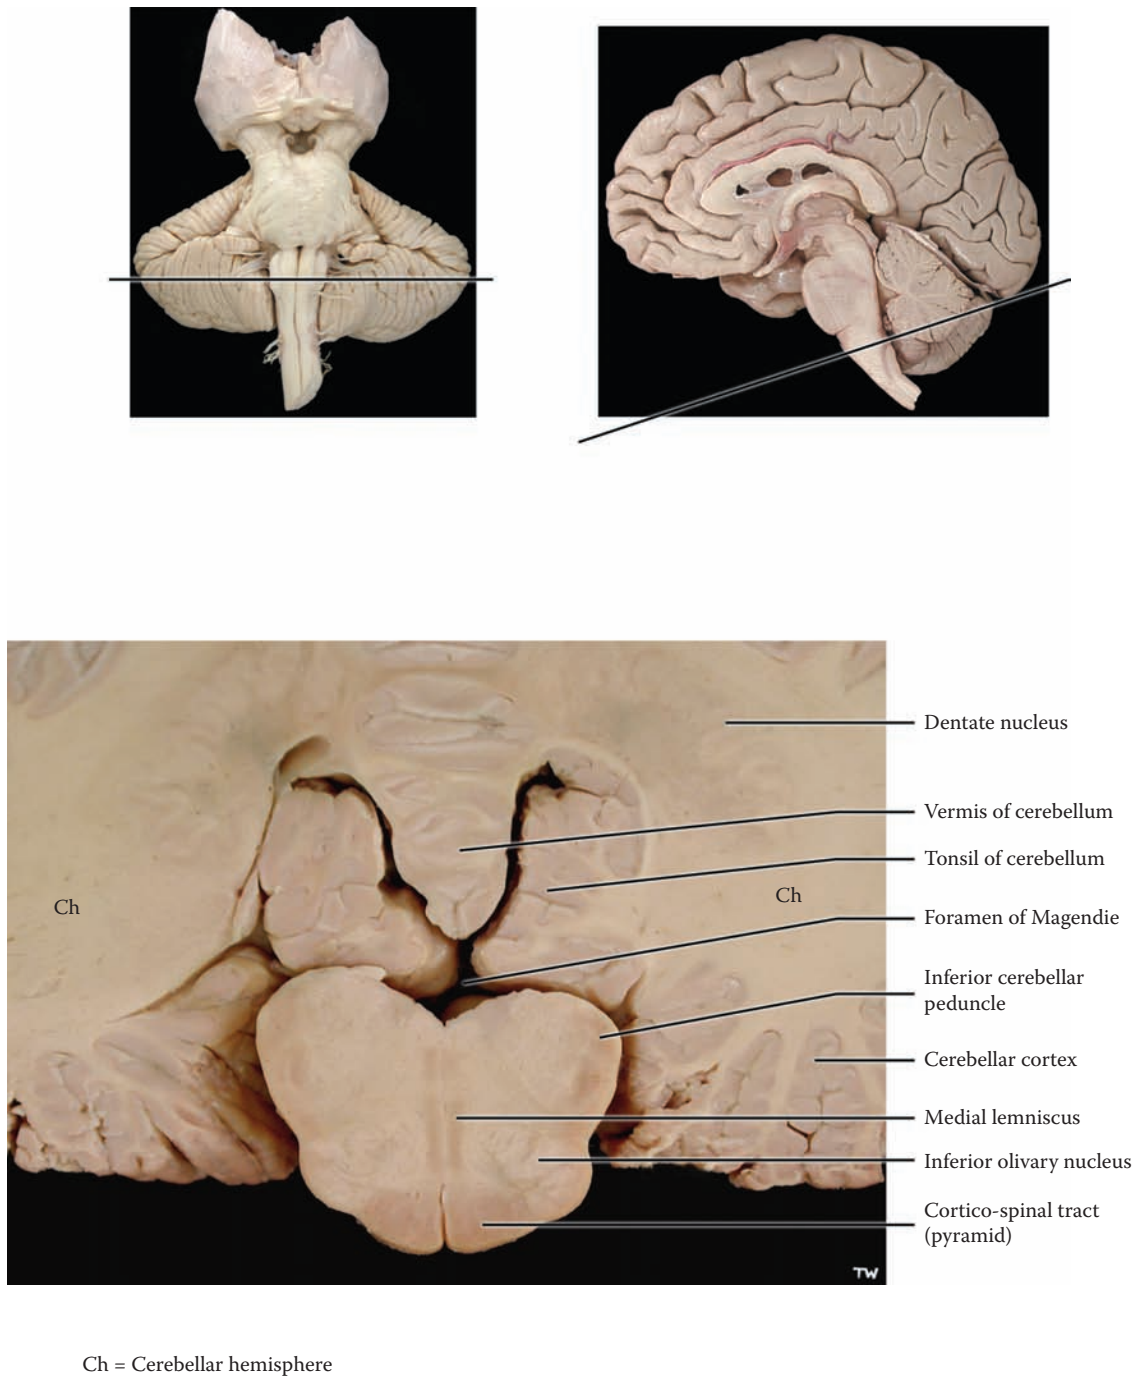 Dentate nucleus
Vermis of cerebellum
Tonsil of cerebellum
Ch
Ch
Foramen of Magendie
Inferior cerebellar
peduncle
Cerebellar cortex
Medial lemniscus
Inferior olivary nucleus
Cortico-spinal tract
(pyramid)
TW
Ch = Cerebellar hemisphere